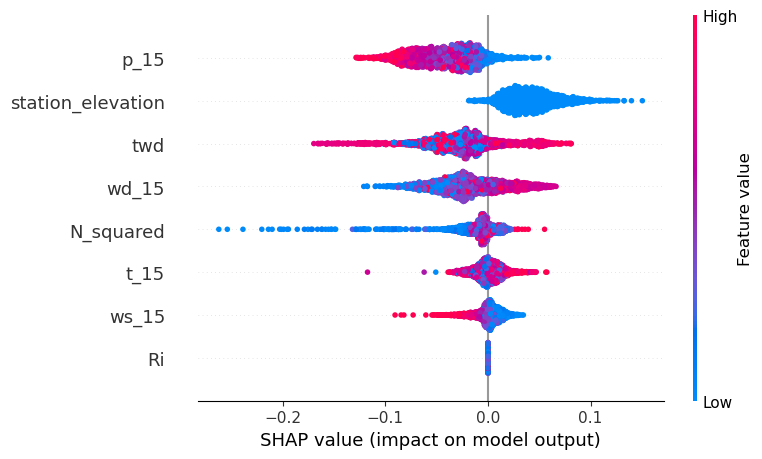 High
p_15
station_elevation
twd
wd_15
N_squared
t_15
ws_15
Ri
Feature value
Low
−0.2
−0.1
0.0
0.1
SHAP value (impact on model output)